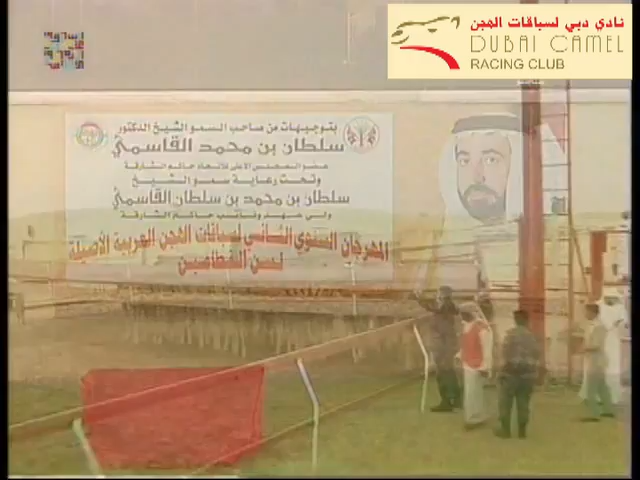 نادي دبي لسباقات الهجن
DUBAI CAMEL
RACING CLUB
بتوجيهات من صاحب السمو الشيخ الدكتور
سلطان بن محمد القاسمي
عضو المجلس الأعلى للاتحاد حاكم الشارقة
وتحت رعاية سمو الشيخ
سلطان بن محمد بن سلطان القاسمي
ولي عهد ونائب حاكم الشارقة
المهرجان السنوي الثاني لسباقات الهجن العربية الأصيلة
لسن